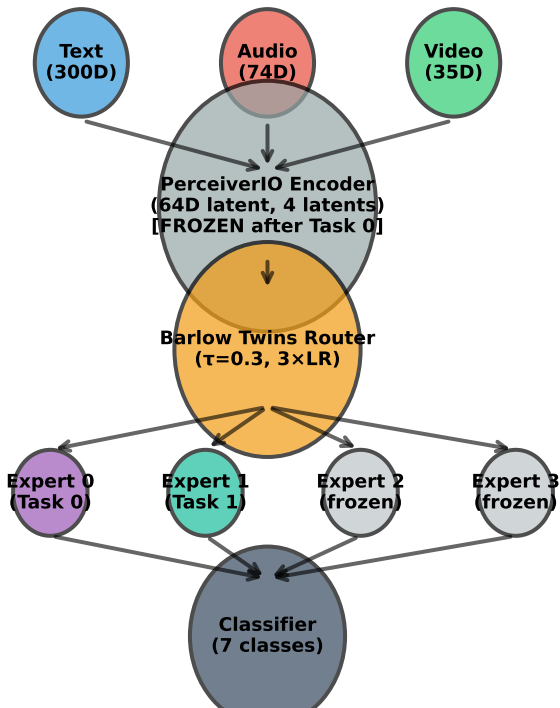 Text
(300D)
Audio
(74D)
Video
(35D)
PerceiverIO Encoder
(64D latent, 4 latents)
[FROZEN after Task 0]
Barlow Twins Router
(τ=0.3, 3×LR)
Expert 0
(Task 0)
Expert 1
(Task 1)
Expert 2
(frozen)
Expert 3
(frozen)
Classifier
(7 classes)